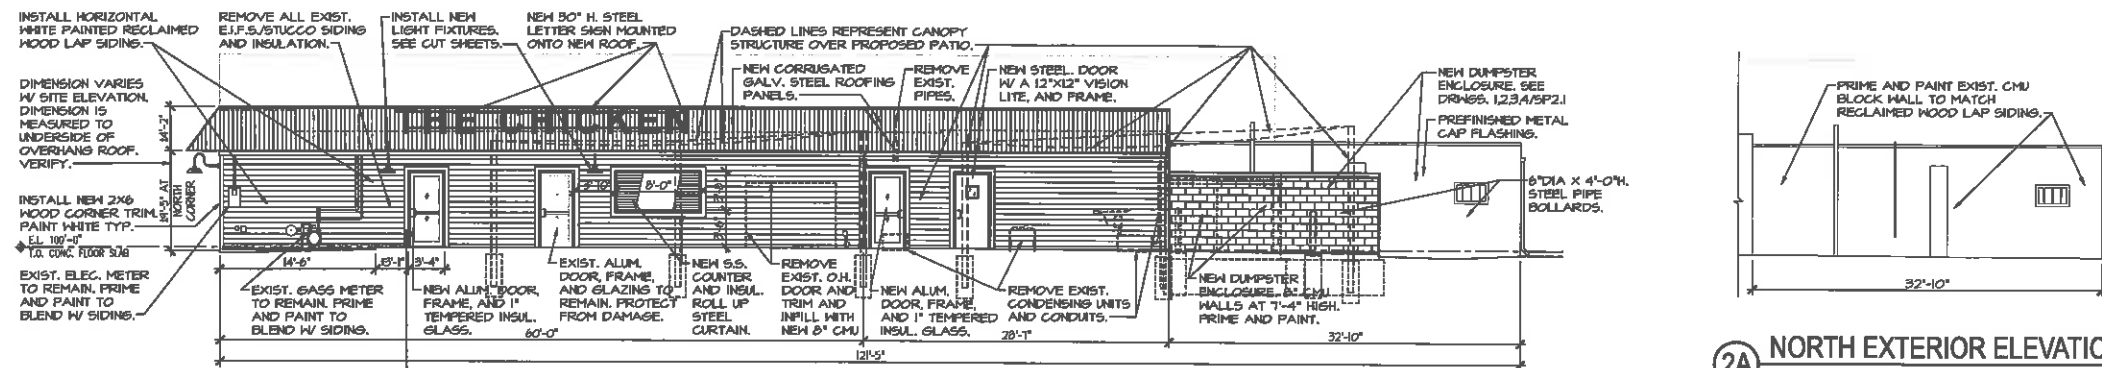 INSTALL HORIZONTAL
WHITE PAINTED RECLAIMED
WOOD LAP SIDING.
REMOVE ALL EXIST.
E.I.F.S./STUCCO SIDING
AND INSULATION.
INSTALL NEW
LIGHT FIXTURES.
SEE CUT SHEETS.
NEW 30" H. STEEL
LETTER SIGN MOUNTED
ONTO NEW ROOF.
DASHED LINES REPRESENT CANOPY
STRUCTURE OVER PROPOSED PATIO.
NEW CORRUGATED
GALV. STEEL ROOFING
PANELS.
REMOVE
EXIST.
PIPES.
NEW STEEL. DOOR
W/ A 12"X12" VISION
LITE, AND FRAME.
NEW DUMPSTER
ENCLOSURE. SEE
DRWGS. 1,2,3,4/SP2.1
PREFINISHED METAL
CAP FLASHING.
6"DIA X 4'-0"H.
STEEL PIPE
BOLLARDS.
DIMENSION VARIES
W/ SITE ELEVATION.
DIMENSION IS
MEASURED TO
UNDERSIDE OF
OVERHANG ROOF.
VERIFY.
INSTALL NEW 2X6
WOOD CORNER TRIM.
PAINT WHITE TYP.
EL. 100'-0"
T.O. CONC. FLOOR SLAB
EXIST. ELEC. METER
TO REMAIN. PRIME
AND PAINT TO
BLEND W/ SIDING.
NORTH
CORNER
THE CHICKEN
8'-0"
14'-6"
13'-1"
3'-4"
EXIST. GASS METER
TO REMAIN. PRIME
AND PAINT TO
BLEND W/ SIDING.
NEW ALUM. DOOR,
FRAME, AND 1"
TEMPERED INSUL.
GLASS.
EXIST. ALUM.
DOOR, FRAME,
AND GLAZING TO
REMAIN. PROTECT
FROM DAMAGE.
NEW S.S.
COUNTER
AND INSUL.
ROLL UP
STEEL
CURTAIN.
REMOVE
EXIST. O.H.
DOOR AND
TRIM AND
INFILL WITH
NEW 8" CMU
NEW ALUM.
DOOR, FRAME,
AND 1" TEMPERED
INSUL. GLASS.
REMOVE EXIST.
CONDENSING UNITS
AND CONDUITS.
NEW DUMPSTER
ENCLOSURE. 8" CMU
WALLS AT 7'-4" HIGH.
PRIME AND PAINT.
60'-0"
28'-7"
32'-10"
121'-5"
PRIME AND PAINT EXIST. CMU
BLOCK WALL TO MATCH
RECLAIMED WOOD LAP SIDING.
32'-10"
2A
NORTH EXTERIOR ELEVATIO